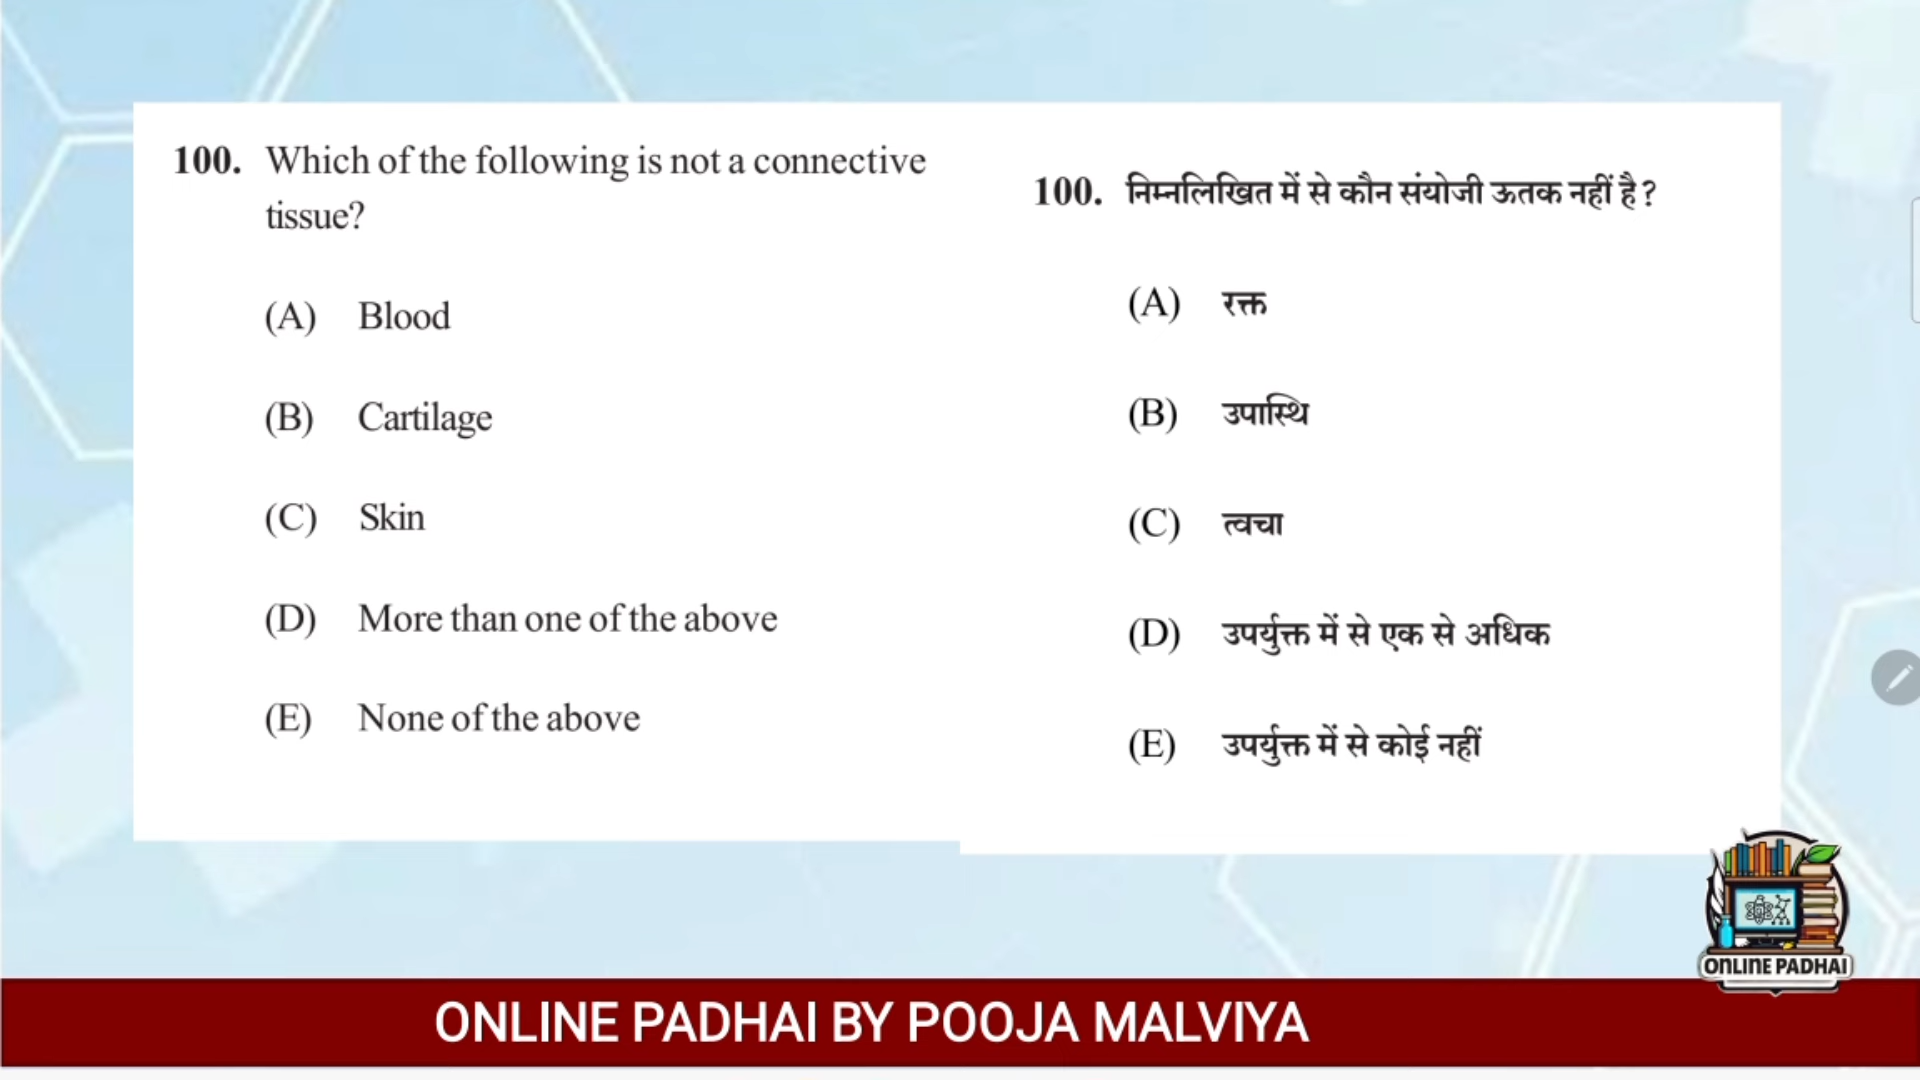 100. Which of the following is not a connective
tissue?
(A) Blood
(B) Cartilage
(C) Skin
(D) More than one of the above
(E) None of the above
100. निम्नलिखित में से कौन संयोजी ऊतक नहीं है?
(A) रक्त
(B) उपास्थि
(C) त्वचा
(D) उपर्युक्त में से एक से अधिक
(E) उपर्युक्त में से कोई नहीं
ONLINE PADHAI
ONLINE PADHAI BY POOJA MALVIYA